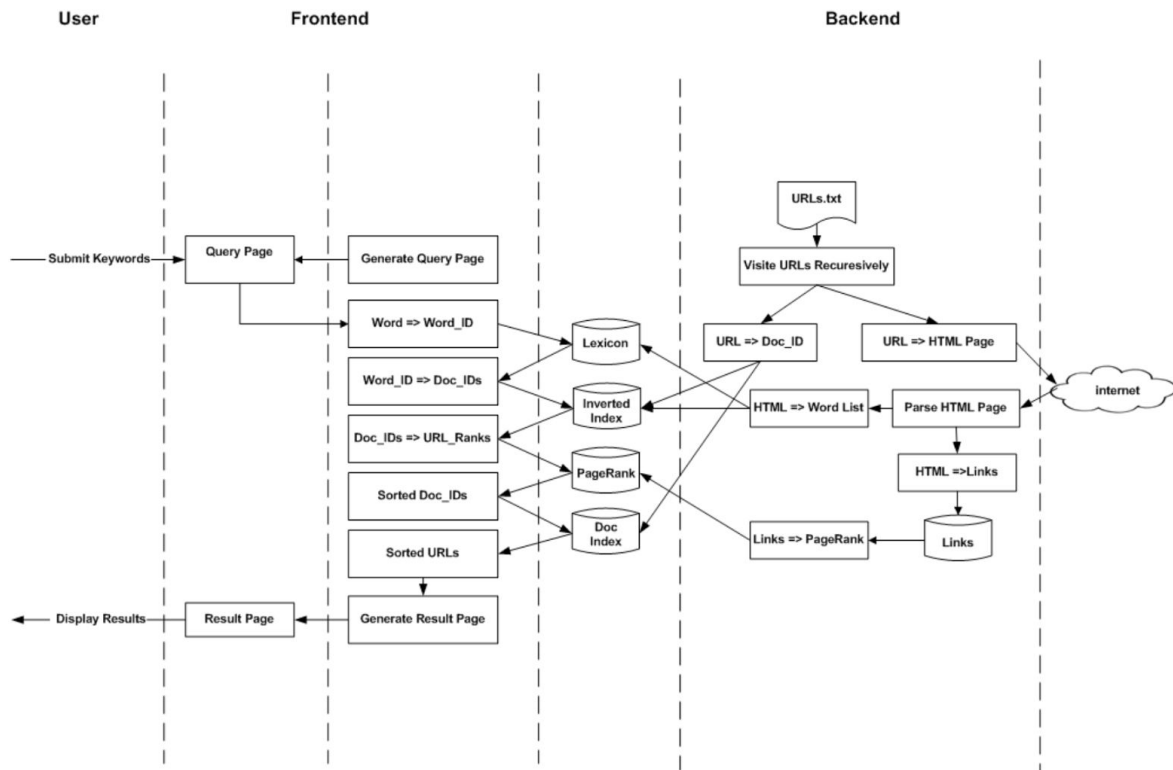 User
Frontend
Backend
URLs.txt
Submit Keywords
Query Page
Generate Query Page
Visite URLs Recuresively
Word => Word_ID
Lexicon
URL => Doc_ID
URL => HTML Page
Word_ID => Doc_IDs
Inverted
Index
HTML => Word List
Parse HTML Page
internet
Doc_IDs => URL_Ranks
PageRank
HTML =>Links
Sorted Doc_IDs
Doc
Index
Links => PageRank
Links
Sorted URLs
Display Results
Result Page
Generate Result Page